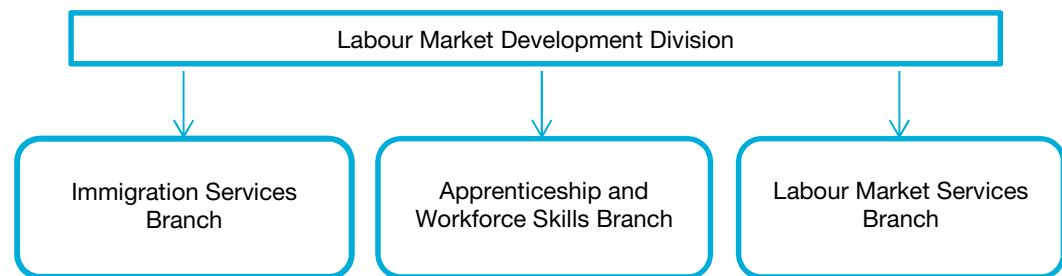 Labour Market Development Division
Immigration Services
Branch
Apprenticeship and
Workforce Skills Branch
Labour Market Services
Branch